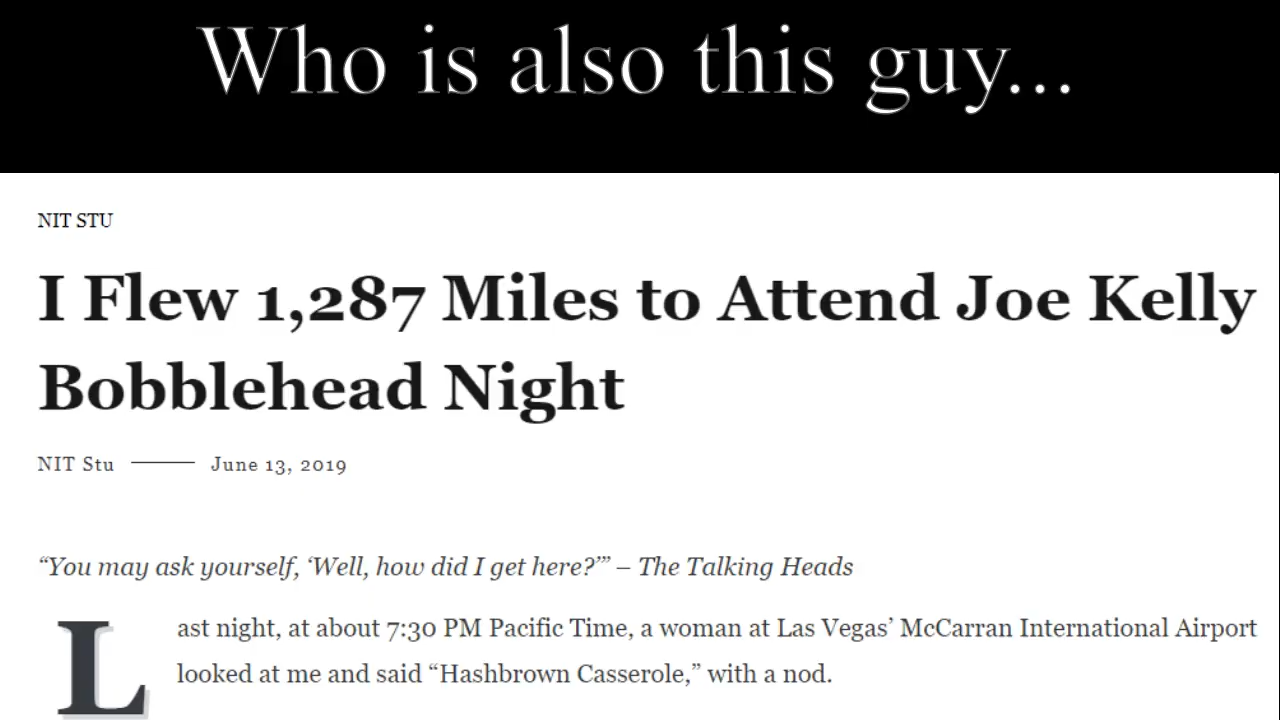 Who is also this guy...
NIT STU
I Flew 1,287 Miles to Attend Joe Kelly
Bobblehead Night
NIT Stu —— June 13, 2019
“You may ask yourself, ‘Well, how did I get here?’” – The Talking Heads
Last night, at about 7:30 PM Pacific Time, a woman at Las Vegas’ McCarran International Airport
looked at me and said “Hashbrown Casserole,” with a nod.